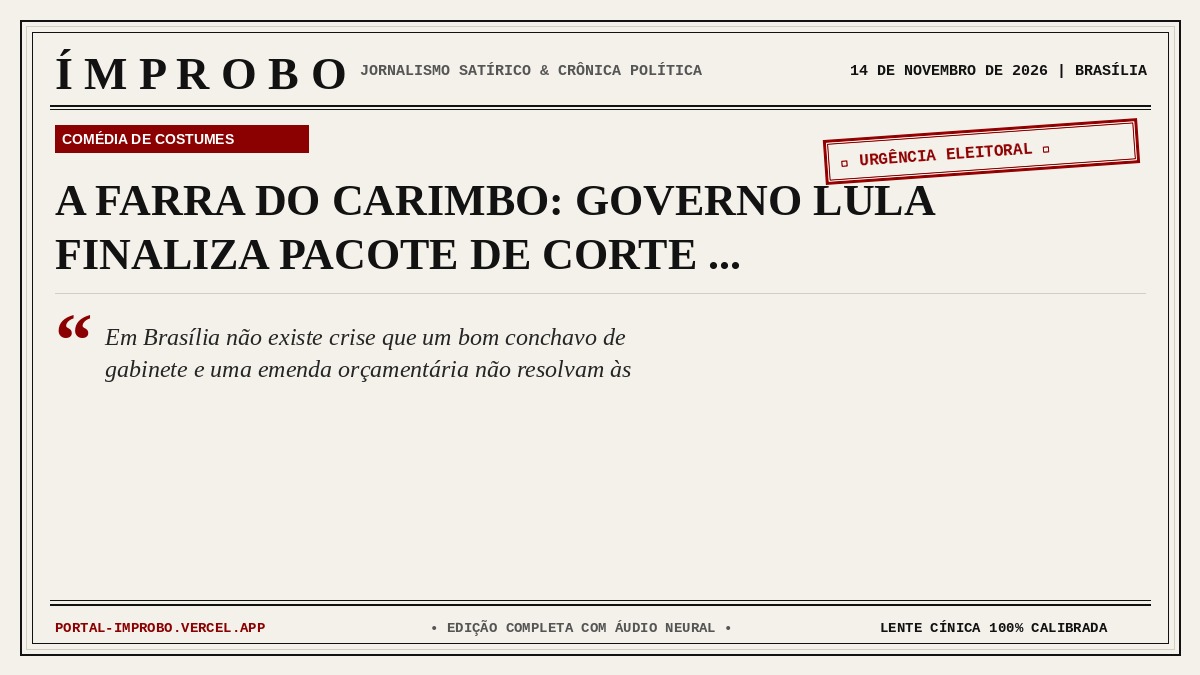 ÍMPROBO JORNALISMO SATÍRICO & CRÔNICA POLÍTICA 14 DE NOVEMBRO DE 2026 | BRASÍLIA
COMÉDIA DE COSTUMES
▯ URGÊNCIA ELEITORAL ▯
A FARRA DO CARIMBO: GOVERNO LULA
FINALIZA PACOTE DE CORTE ...
“ Em Brasília não existe crise que um bom conchavo de
gabinete e uma emenda orçamentária não resolvam às
PORTAL-IMPROBO.VERCEL.APP • EDIÇÃO COMPLETA COM ÁUDIO NEURAL • LENTE CÍNICA 100% CALIBRADA